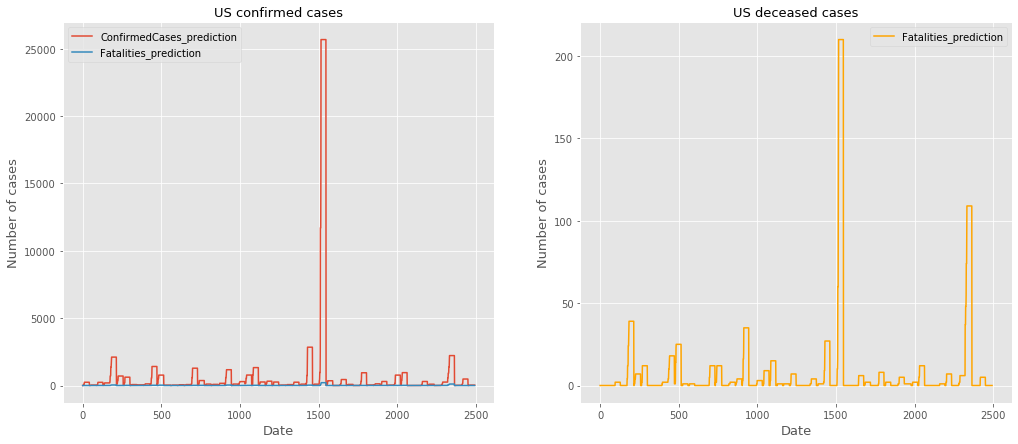 US confirmed cases
ConfirmedCases_prediction
Fatalities_prediction
25000
20000
15000
10000
5000
0
Number of cases
0 500 1000 1500 2000 2500
Date
US deceased cases
Fatalities_prediction
200
150
100
50
0
Number of cases
0 500 1000 1500 2000 2500
Date